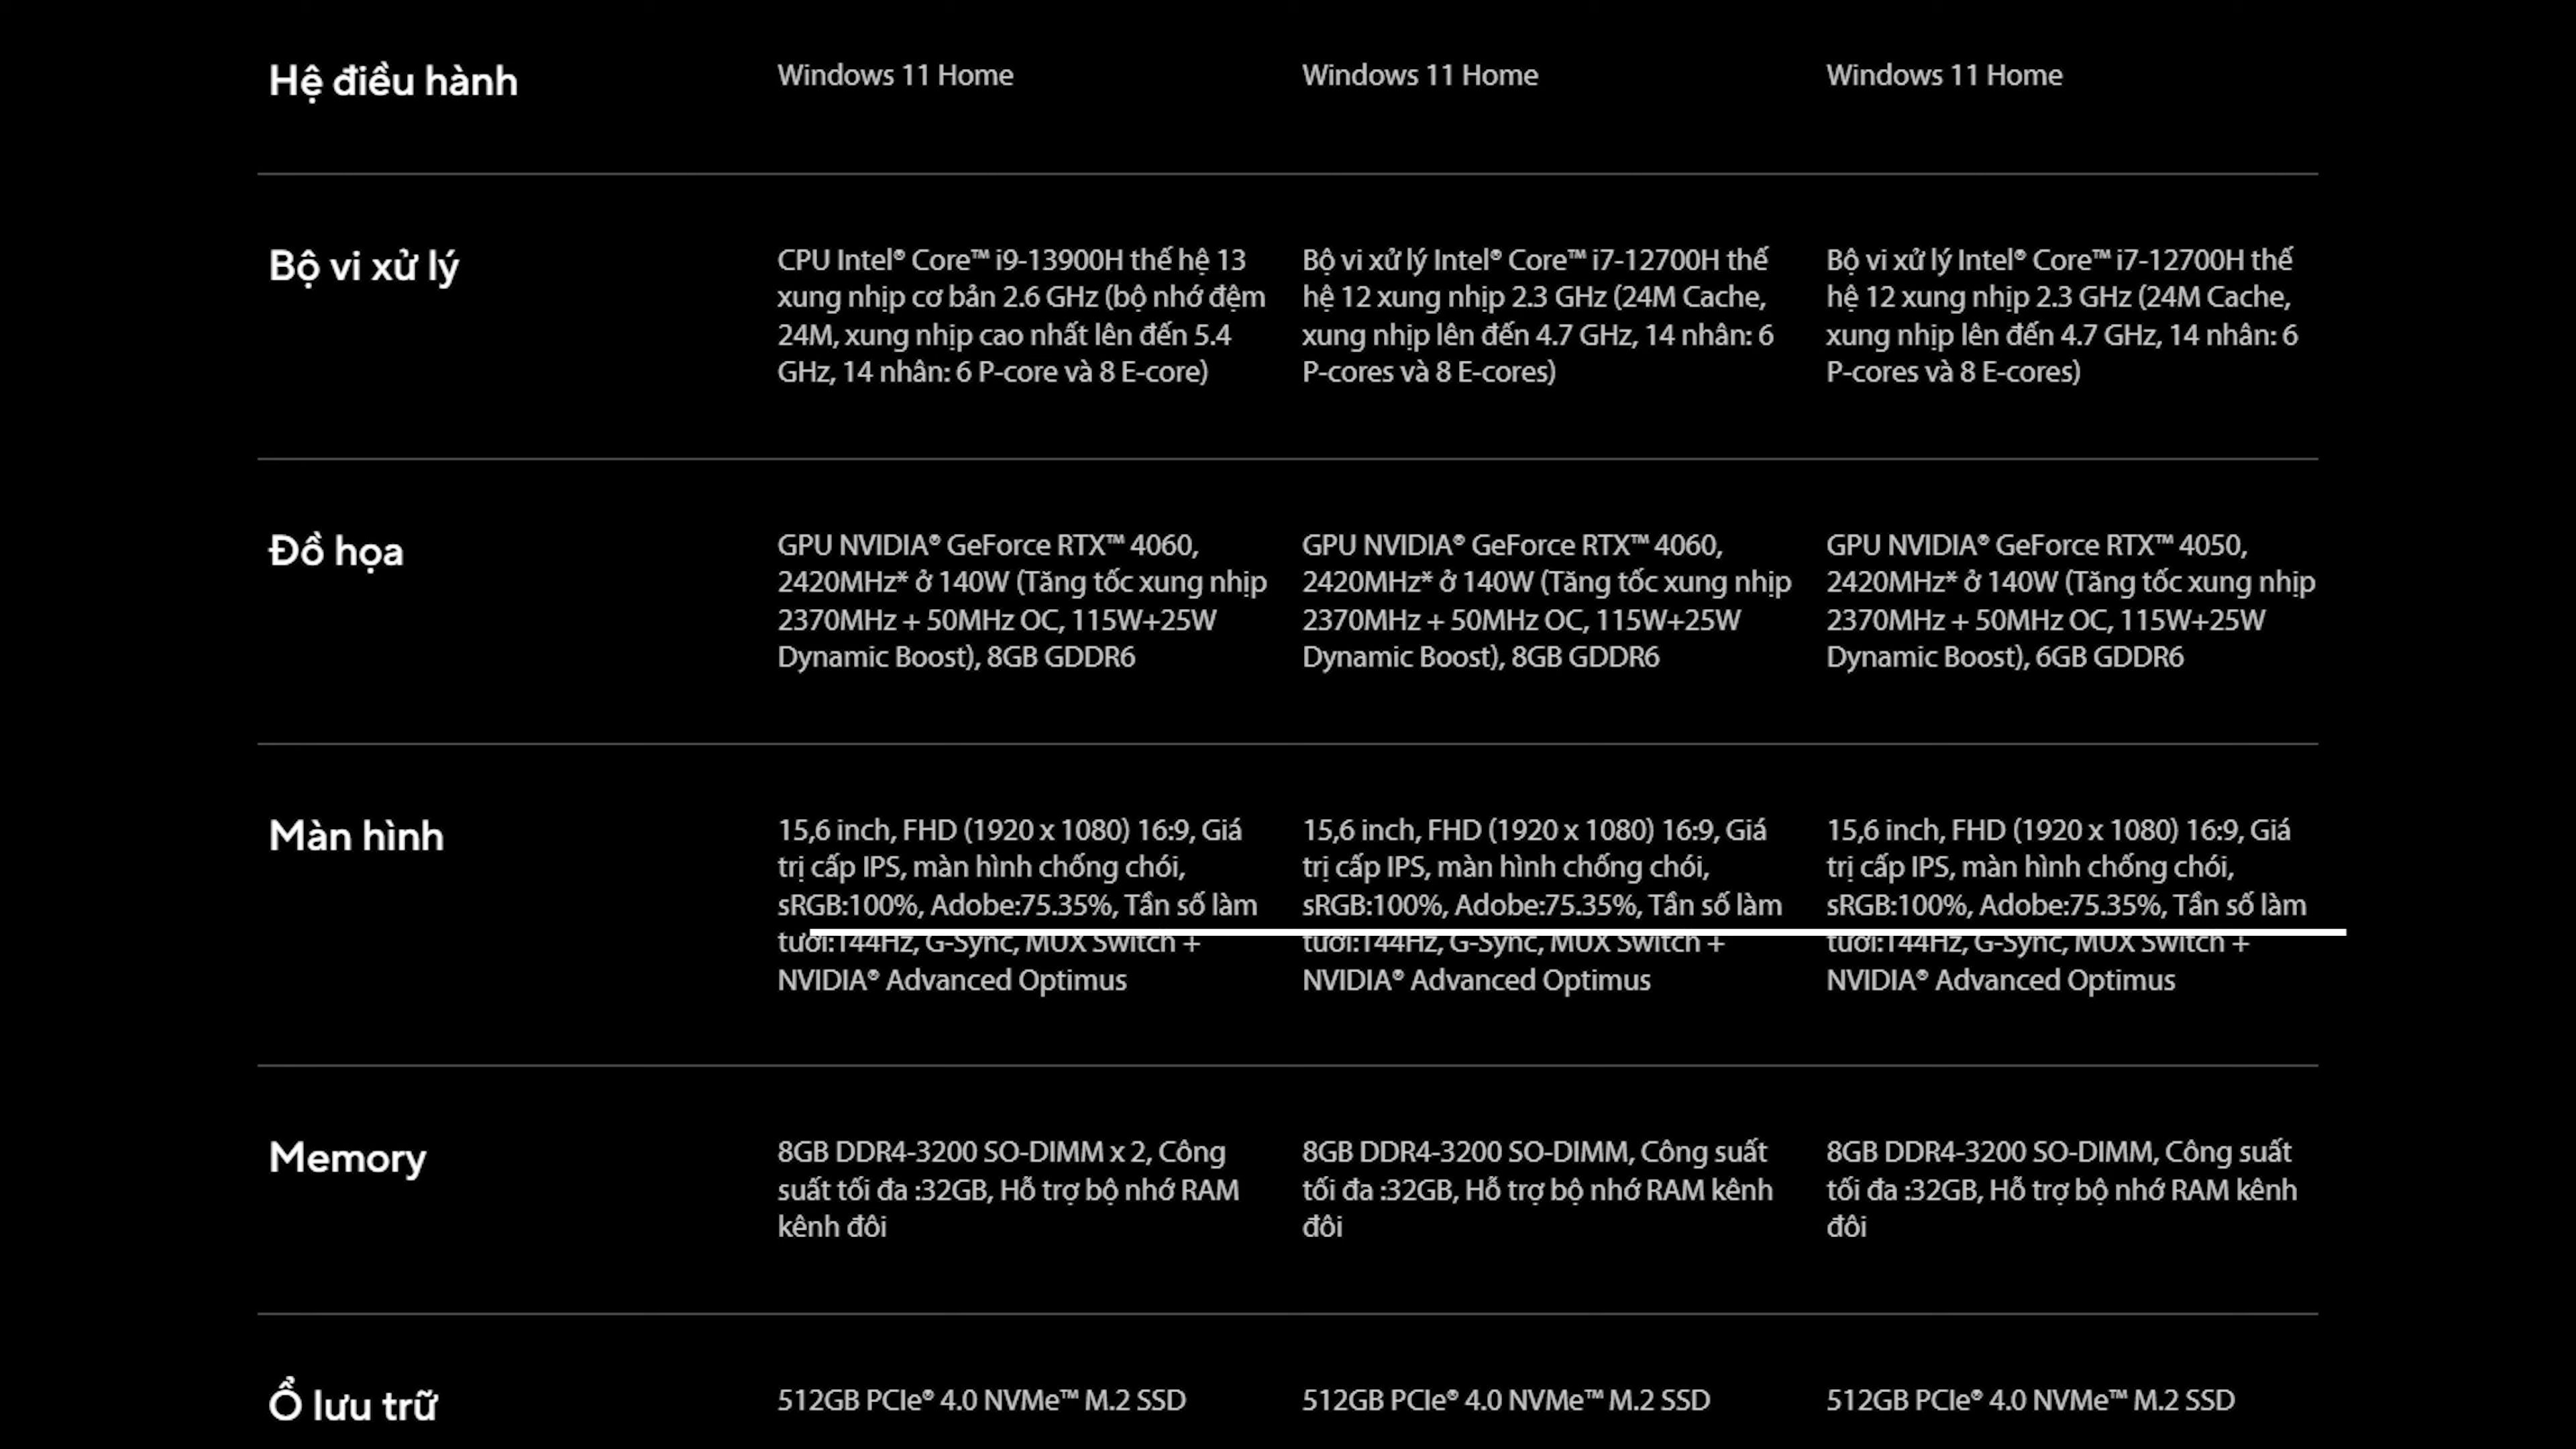 Hệ điều hành
Windows 11 Home
Windows 11 Home
Windows 11 Home
Bộ vi xử lý
CPU Intel® Core™ i9-13900H thế hệ 13
xung nhịp cơ bản 2.6 GHz (bộ nhớ đệm
24M, xung nhịp cao nhất lên đến 5.4
GHz, 14 nhân: 6 P-core và 8 E-core)
Bộ vi xử lý Intel® Core™ i7-12700H thế
hệ 12 xung nhịp 2.3 GHz (24M Cache,
xung nhịp lên đến 4.7 GHz, 14 nhân: 6
P-cores và 8 E-cores)
Bộ vi xử lý Intel® Core™ i7-12700H thế
hệ 12 xung nhịp 2.3 GHz (24M Cache,
xung nhịp lên đến 4.7 GHz, 14 nhân: 6
P-cores và 8 E-cores)
Đồ họa
GPU NVIDIA® GeForce RTX™ 4060,
2420MHz* ở 140W (Tăng tốc xung nhịp
2370MHz + 50MHz OC, 115W+25W
Dynamic Boost), 8GB GDDR6
GPU NVIDIA® GeForce RTX™ 4060,
2420MHz* ở 140W (Tăng tốc xung nhịp
2370MHz + 50MHz OC, 115W+25W
Dynamic Boost), 8GB GDDR6
GPU NVIDIA® GeForce RTX™ 4050,
2420MHz* ở 140W (Tăng tốc xung nhịp
2370MHz + 50MHz OC, 115W+25W
Dynamic Boost), 6GB GDDR6
Màn hình
15,6 inch, FHD (1920 x 1080) 16:9, Giá
trị cấp IPS, màn hình chống chói,
sRGB:100%, Adobe:75.35%, Tần số làm
tươi:144Hz, G-Sync, MUX Switch +
NVIDIA® Advanced Optimus
15,6 inch, FHD (1920 x 1080) 16:9, Giá
trị cấp IPS, màn hình chống chói,
sRGB:100%, Adobe:75.35%, Tần số làm
tươi:144Hz, G-Sync, MUX Switch +
NVIDIA® Advanced Optimus
15,6 inch, FHD (1920 x 1080) 16:9, Giá
trị cấp IPS, màn hình chống chói,
sRGB:100%, Adobe:75.35%, Tần số làm
tươi:144Hz, G-Sync, MUX Switch +
NVIDIA® Advanced Optimus
Memory
8GB DDR4-3200 SO-DIMM x 2, Công
suất tối đa :32GB, Hỗ trợ bộ nhớ RAM
kênh đôi
8GB DDR4-3200 SO-DIMM, Công suất
tối đa :32GB, Hỗ trợ bộ nhớ RAM kênh
đôi
8GB DDR4-3200 SO-DIMM, Công suất
tối đa :32GB, Hỗ trợ bộ nhớ RAM kênh
đôi
Ổ lưu trữ
512GB PCIe® 4.0 NVMe™ M.2 SSD
512GB PCIe® 4.0 NVMe™ M.2 SSD
512GB PCIe® 4.0 NVMe™ M.2 SSD